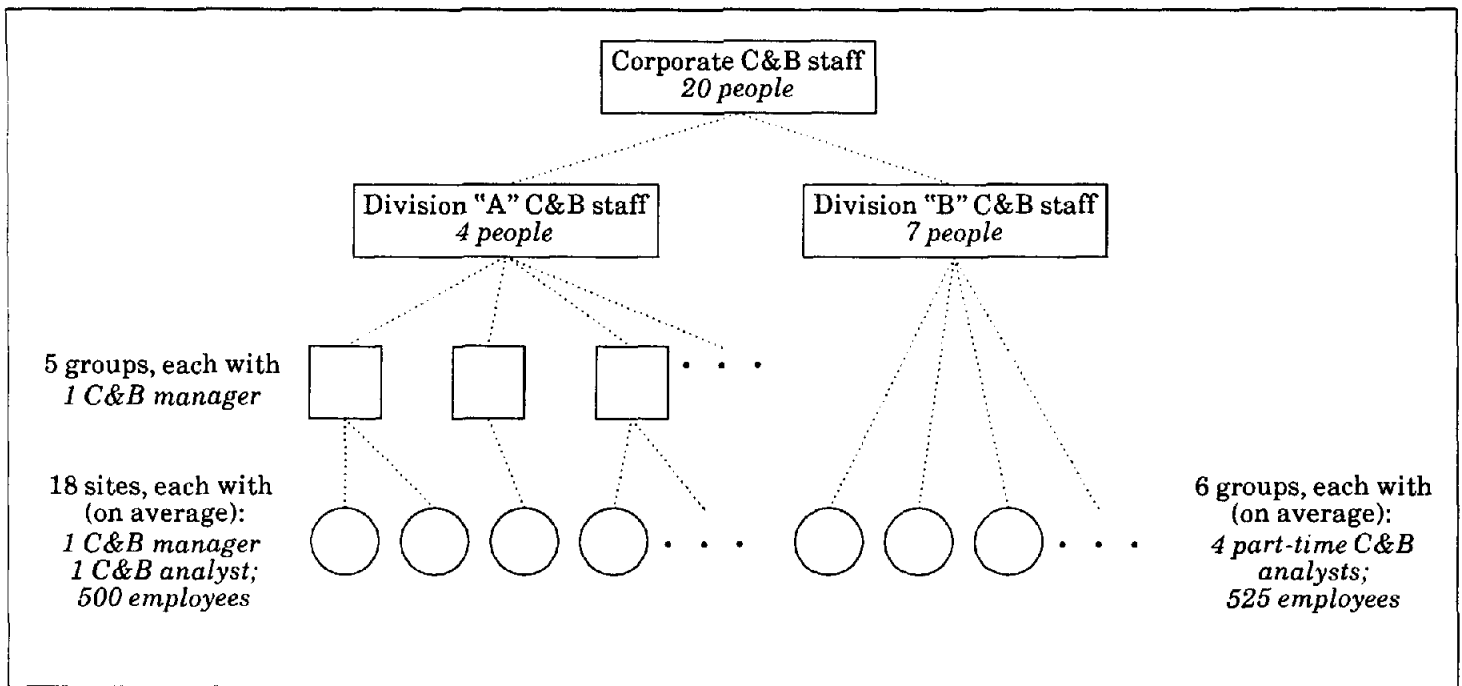 Corporate C&B staff
20 people
Division "A" C&B staff
4 people
Division "B" C&B staff
7 people
5 groups, each with
1 C&B manager
18 sites, each with
(on average):
1 C&B manager
1 C&B analyst;
500 employees
6 groups, each with
(on average):
4 part-time C&B
analysts;
525 employees